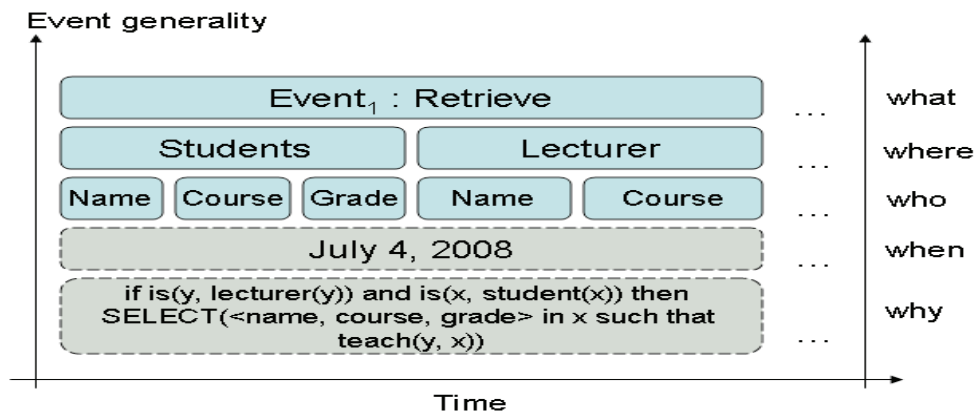 Event generality
Event1 : Retrieve ... what
Students Lecturer ... where
Name Course Grade Name Course ... who
July 4, 2008 ... when
if is(y, lecturer(y)) and is(x, student(x)) then
SELECT(<name, course, grade> in x such that
teach(y, x)) ... why
Time